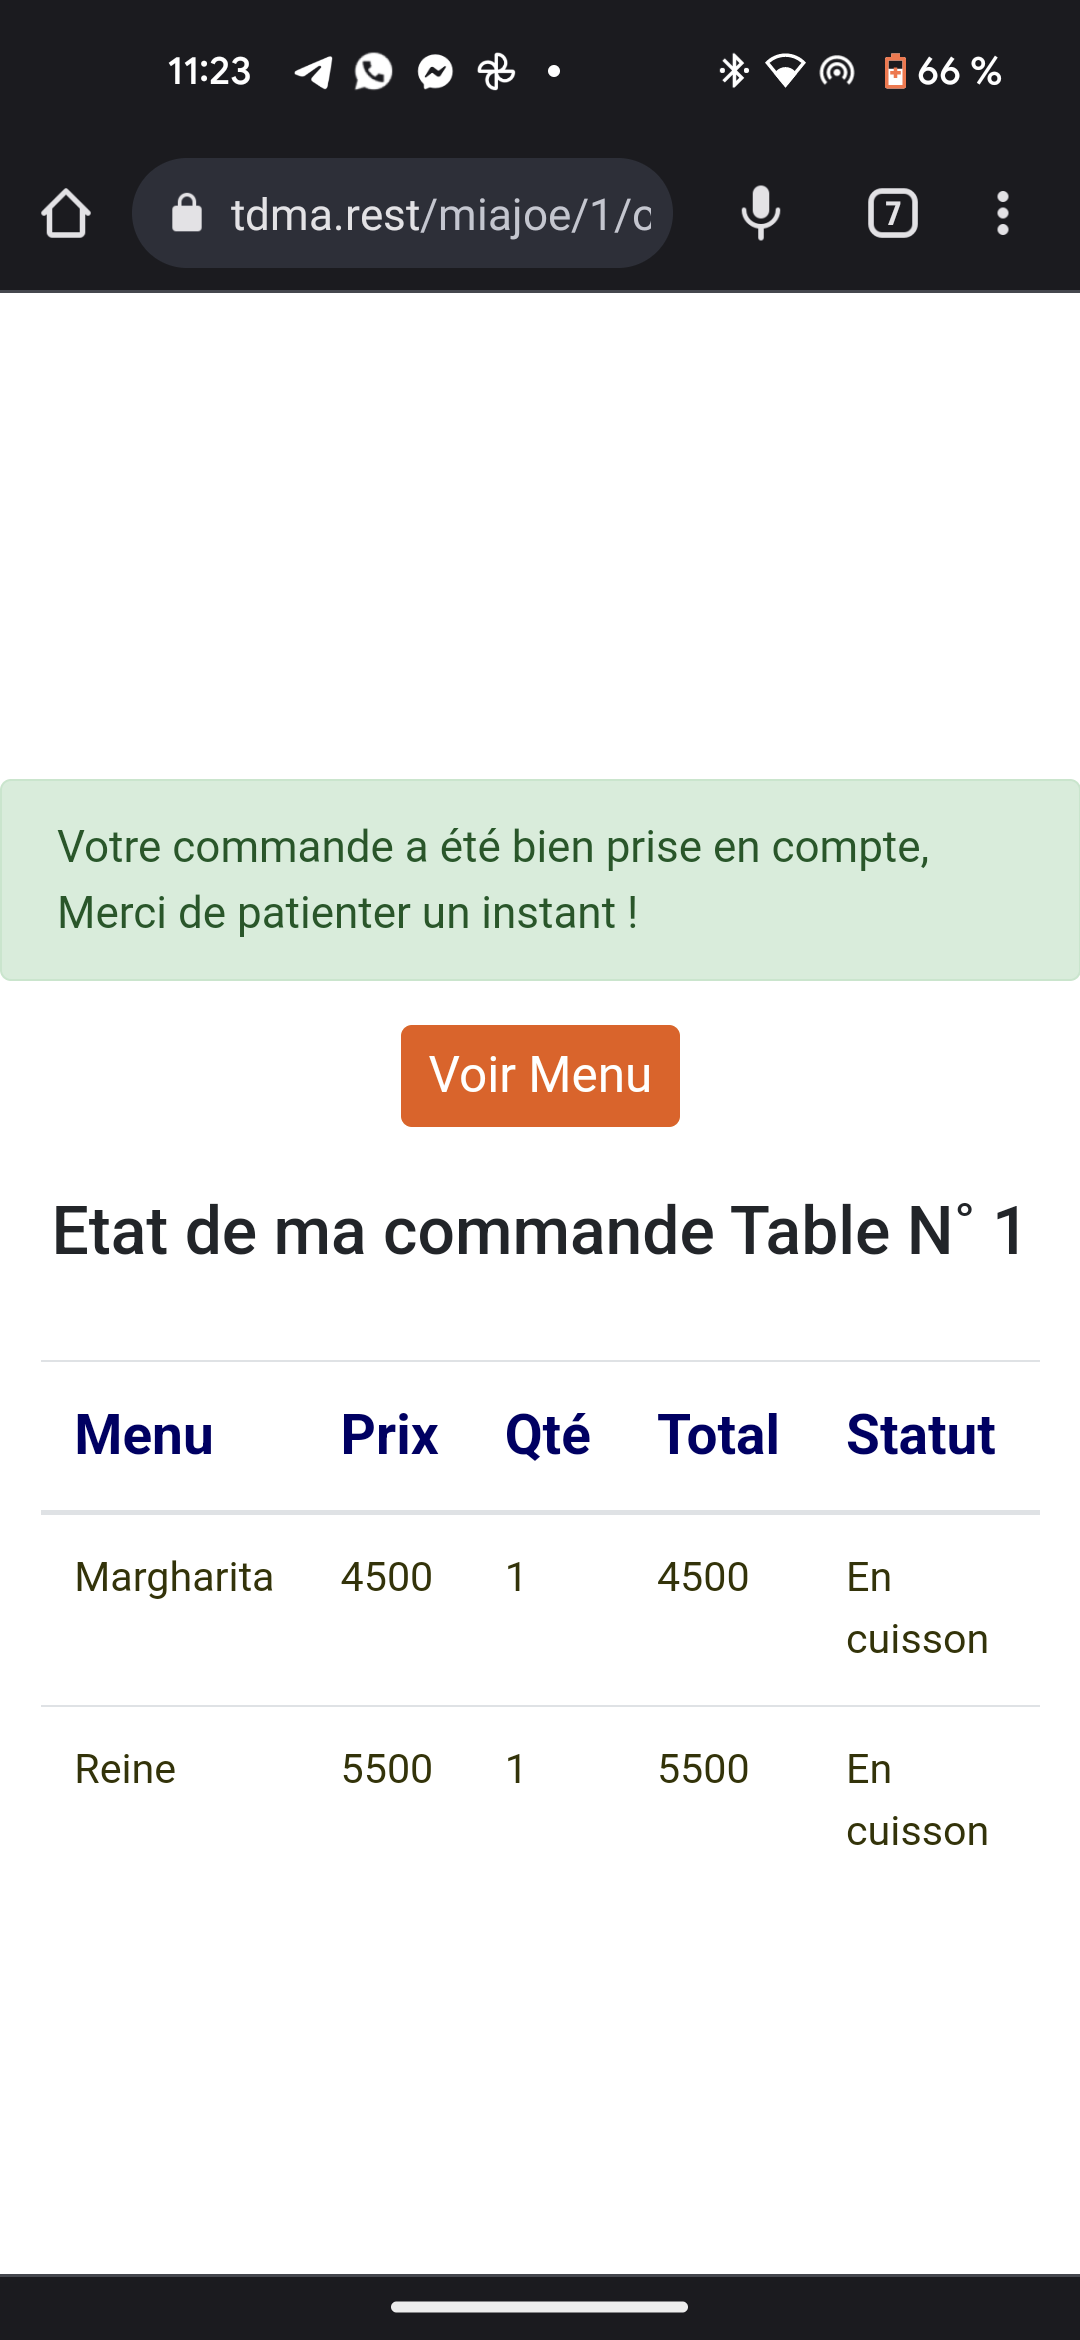 11:23 66 %
tdma.rest/miajoe/1/c 7
Votre commande a été bien prise en compte,
Merci de patienter un instant !
Voir Menu
Etat de ma commande Table N° 1
Menu Prix Qté Total Statut
Margharita 4500 1 4500 En
cuisson
Reine 5500 1 5500 En
cuisson